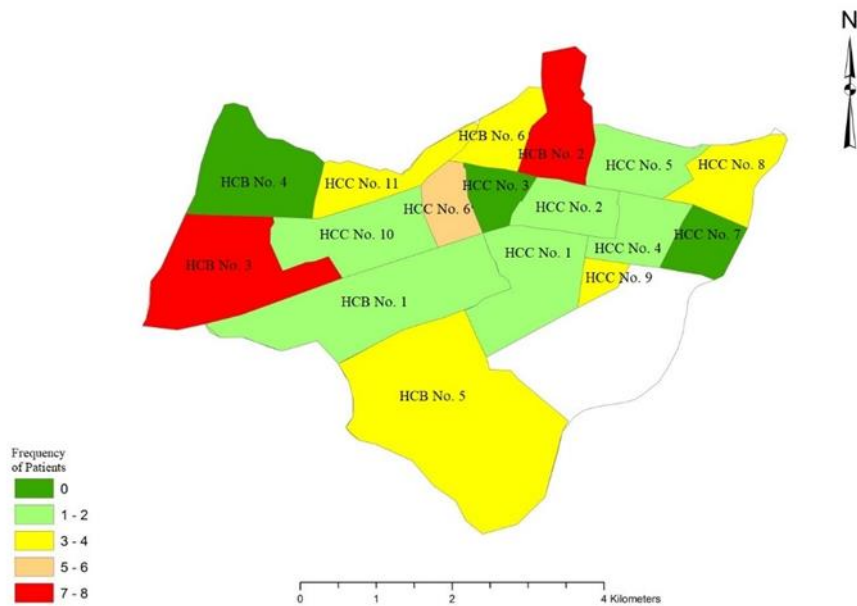 N
HCB No. 6
HCB No. 2
HCC No. 5
HCC No. 8
HCB No. 4
HCC No. 11
HCC No. 3
HCC No. 6
HCC No. 2
HCC No. 10
HCC No. 1
HCC No. 4
HCC No. 7
HCB No. 3
HCC No. 9
HCB No. 1
HCB No. 5
Frequency
of Patients
0
1 - 2
3 - 4
5 - 6
7 - 8
0 1 2 4 Kilometers